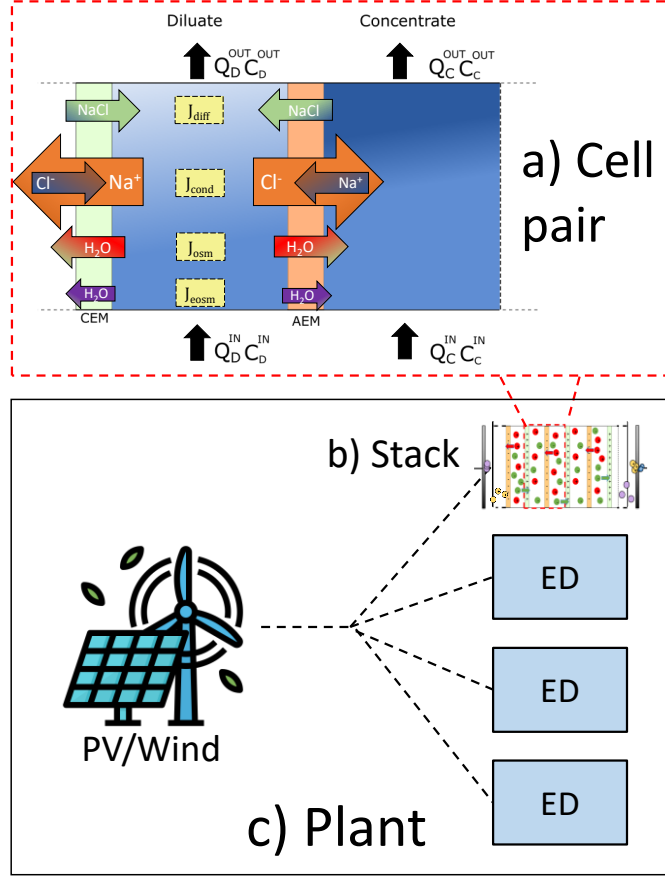 Diluate
Concentrate
Q_D^OUT C_D^OUT
Q_C^OUT C_C^OUT
NaCl
J_diff
NaCl
Cl⁻ Na⁺
J_cond
Cl⁻ Na⁺
H₂O
J_osm
H₂O
H₂O
J_eosm
H₂O
CEM
AEM
Q_D^IN C_D^IN
Q_C^IN C_C^IN
a) Cell
pair
b) Stack
ED
ED
ED
PV/Wind
c) Plant